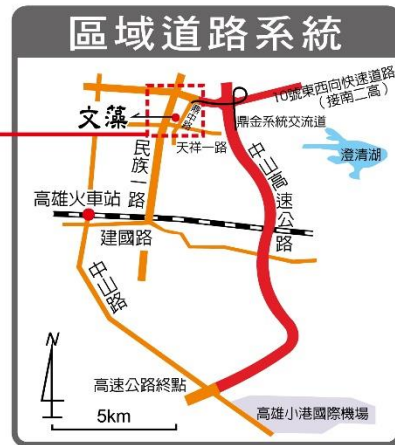 區域道路系統
10號東西向快速道路
（接南二高）
文藻
鼎中路
鼎金系統交流道
天祥一路
澄清湖
民族一路
中山高速公路
高雄火車站
建國路
中山路
N
高速公路終點
5km
高雄小港國際機場